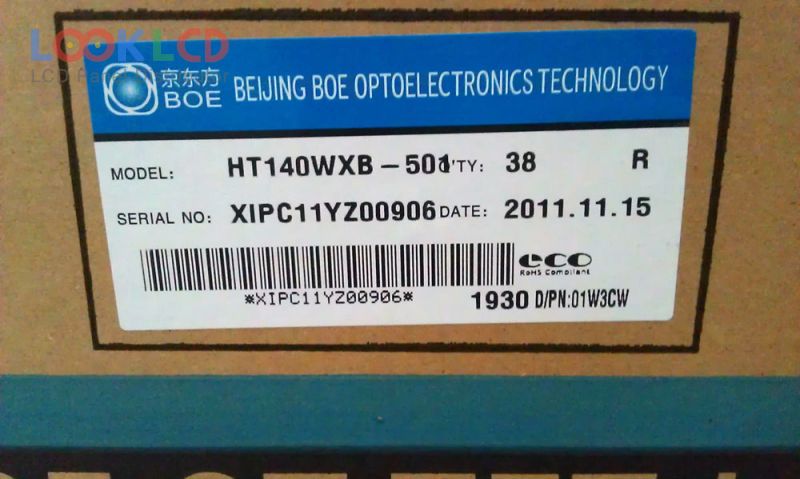 LOOKLCD
京东方
BOE BEIJING BOE OPTOELECTRONICS TECHNOLOGY
MODEL: HT140WXB-501 Q'TY: 38 R
SERIAL NO: XIPC11YZ00906 DATE: 2011.11.15
eco
RoHS Compliant
*XIPC11YZ00906* 1930 D/PN:01W3CW